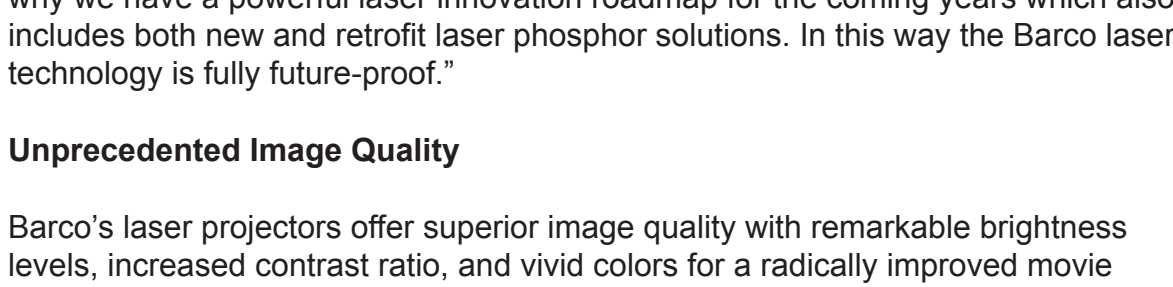 why we have a powerful laser innovation roadmap for the coming years which also
includes both new and retrofit laser phosphor solutions. In this way the Barco laser
technology is fully future-proof.”
Unprecedented Image Quality
Barco’s laser projectors offer superior image quality with remarkable brightness
levels, increased contrast ratio, and vivid colors for a radically improved movie